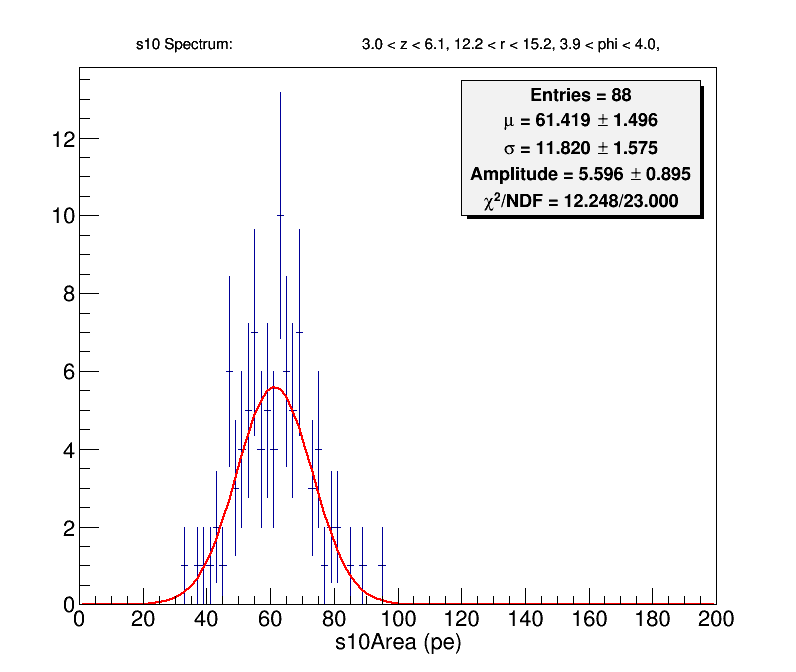 s10 Spectrum: 3.0 < z < 6.1, 12.2 < r < 15.2, 3.9 < phi < 4.0,
Entries = 88
μ = 61.419 ± 1.496
σ = 11.820 ± 1.575
Amplitude = 5.596 ± 0.895
χ²/NDF = 12.248/23.000
12
10
8
6
4
2
0
0 20 40 60 80 100 120 140 160 180 200
s10Area (pe)